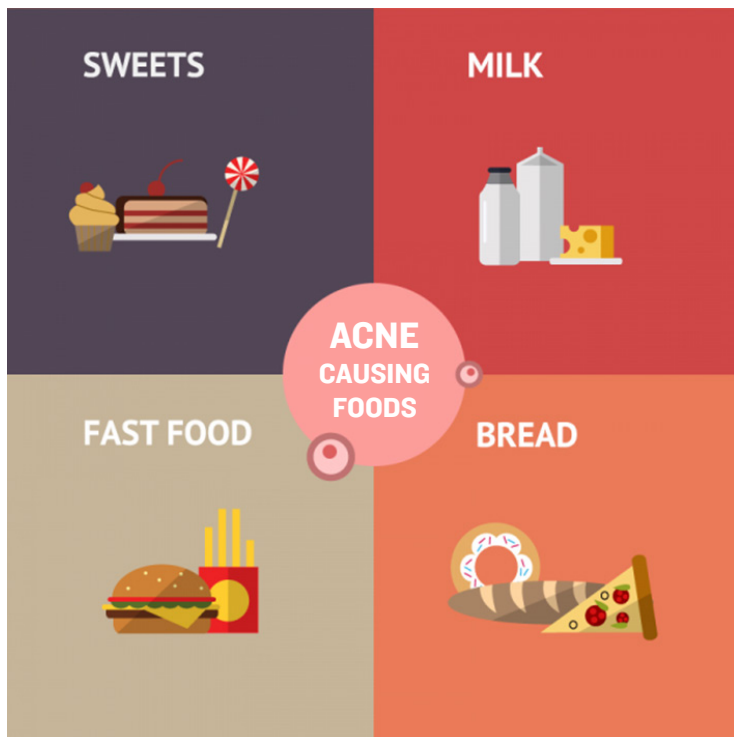 SWEETS
MILK
ACNE
CAUSING
FOODS
FAST FOOD
BREAD